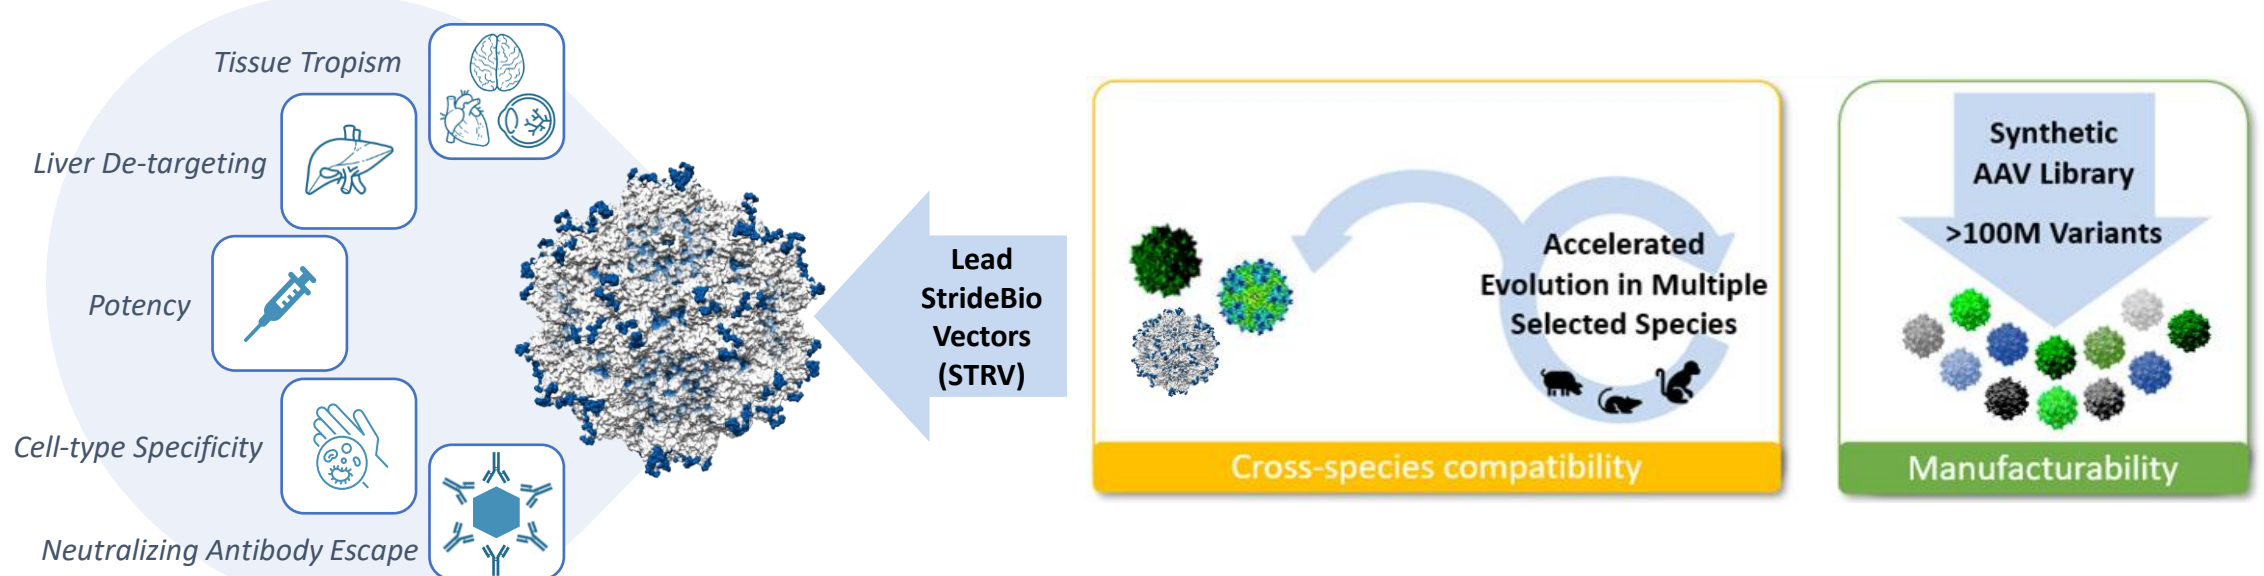 Tissue Tropism
Liver De-targeting
Potency
Cell-type Specificity
Neutralizing Antibody Escape
Lead
StrideBio
Vectors
(STRV)
Accelerated
Evolution in Multiple
Selected Species
Cross-species compatibility
Synthetic
AAV Library
>100M Variants
Manufacturability